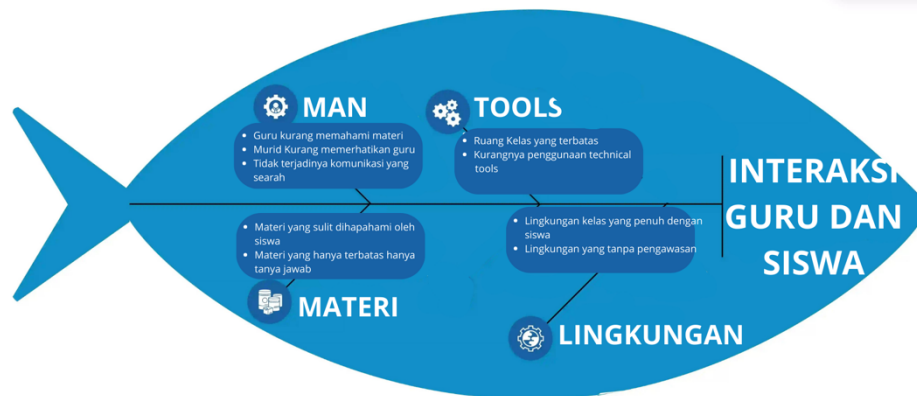 MAN
Guru kurang memahami materi
Murid Kurang memerhatikan guru
Tidak terjadinya komunikasi yang
searah
TOOLS
Ruang Kelas yang terbatas
Kurangnya penggunaan technical
tools
Materi yang sulit dihapahami oleh
siswa
Materi yang hanya terbatas hanya
tanya jawab
MATERI
Lingkungan kelas yang penuh dengan
siswa
Lingkungan yang tanpa pengawasan
LINGKUNGAN
INTERAKSI
GURU DAN
SISWA